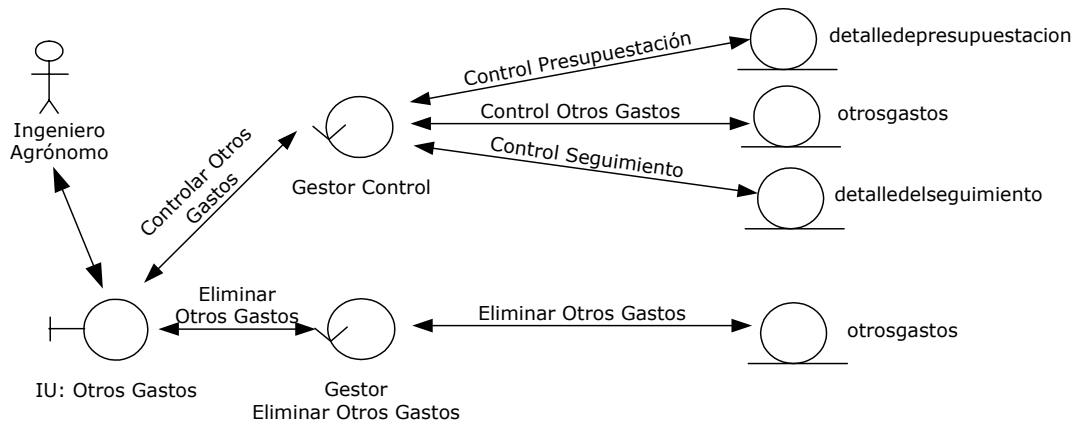 detalledepresupuestacion
Control Presupuestación
Ingeniero
Agrónomo
Control Otros Gastos
otrosgastos
Controlar Otros
Gastos
Gestor Control
Control Seguimiento
detalledelseguimiento
Eliminar
Otros Gastos
Eliminar Otros Gastos
otrosgastos
IU: Otros Gastos
Gestor
Eliminar Otros Gastos